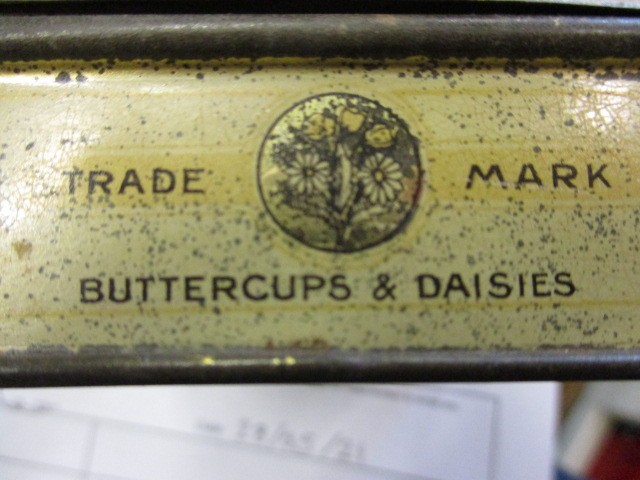 TRADE MARK
BUTTERCUPS & DAISIES